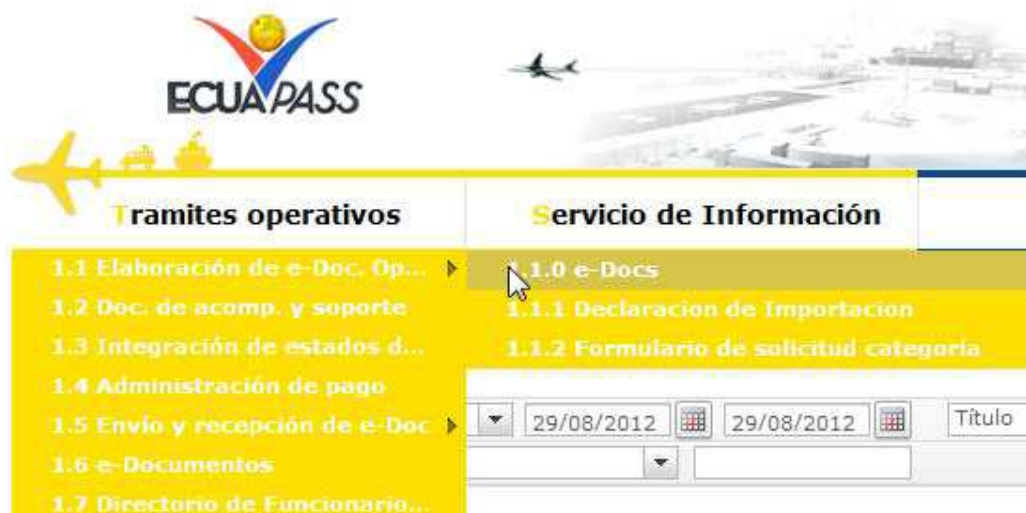 ECUAPASS
Tramites operativos
Servicio de Información
1.1 Elaboración de e-Doc. Op...
1.1.0 e-Docs
1.2 Doc. de acomp. y soporte
1.1.1 Declaracion de Importacion
1.3 Integración de estados d...
1.1.2 Formulario de solicitud categoría
1.4 Administración de pago
1.5 Envío y recepción de e-Doc
29/08/2012
29/08/2012
Título
1.6 e-Documentos
1.7 Directorio de Funcionario...